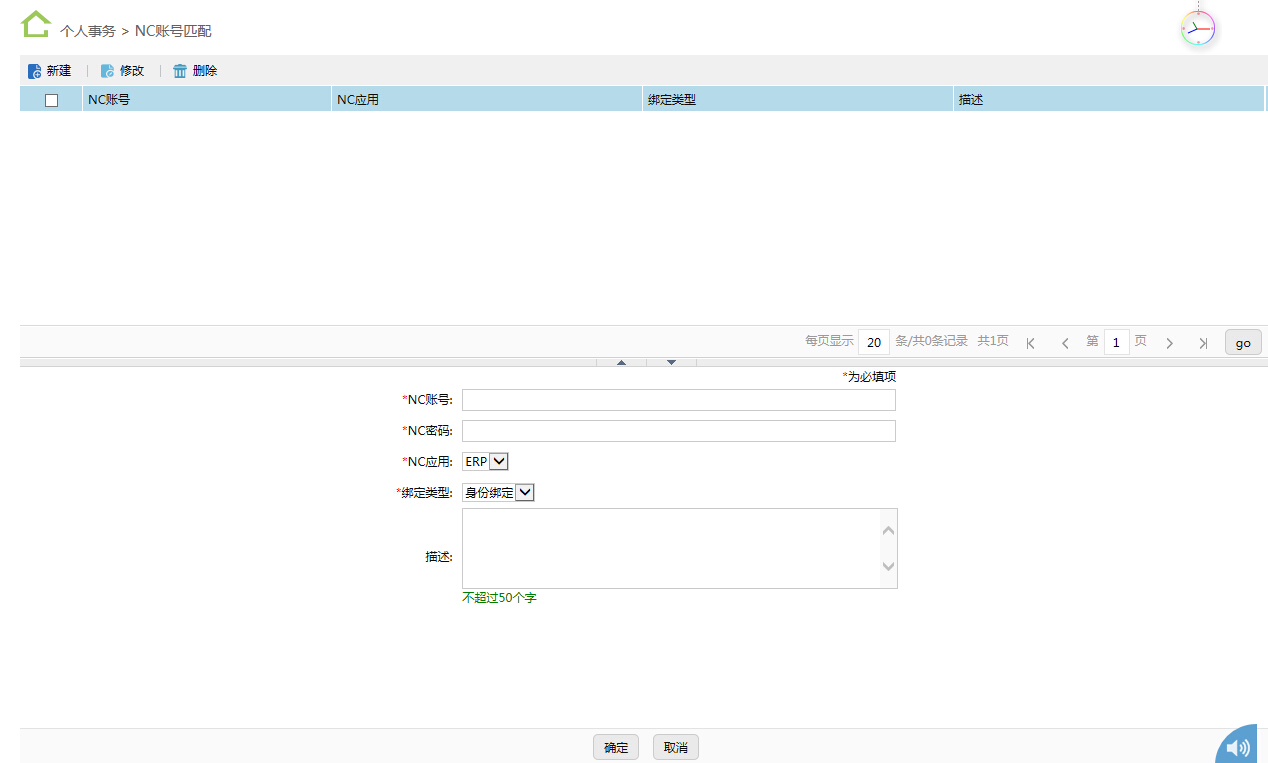 个人事务 > NC账号匹配
新建 修改 删除
NC账号 NC应用 绑定类型 描述
每页显示 20 条/共0条记录 共1页 第 1 页 go
*为必填项
*NC账号:
*NC密码:
*NC应用: ERP
*绑定类型: 身份绑定
描述:
不超过50个字
确定 取消